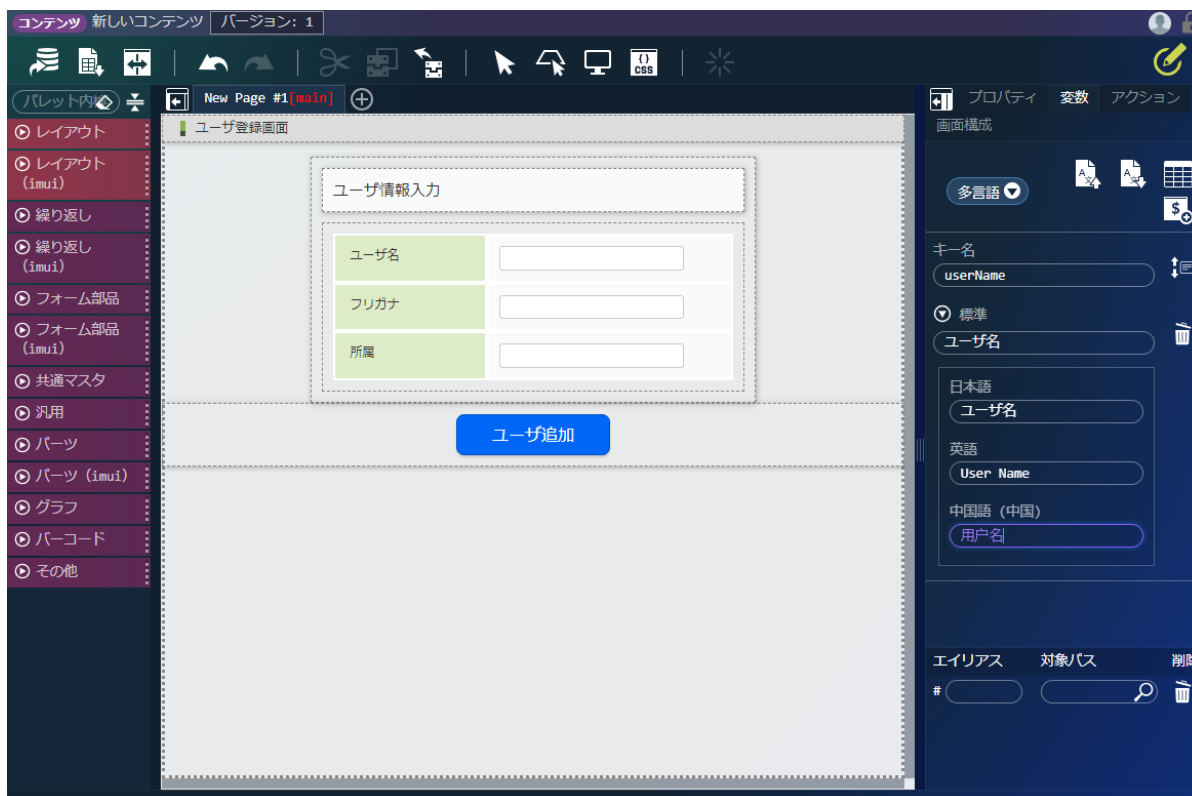 コンテンツ 新しいコンテンツ バージョン: 1
{} CSS
New Page #1[main]
プロパティ 変数 アクション
画面構成
レイアウト
レイアウト
(imui)
繰り返し
繰り返し
(imui)
フォーム部品
フォーム部品
(imui)
共通マスタ
汎用
パーツ
パーツ (imui)
グラフ
バーコード
その他
ユーザ登録画面
ユーザ情報入力
ユーザ名
フリガナ
所属
ユーザ追加
多言語
キー名
userName
標準
ユーザ名
日本語
ユーザ名
英語
User Name
中国語 (中国)
用户名
エイリアス 対象パス
#